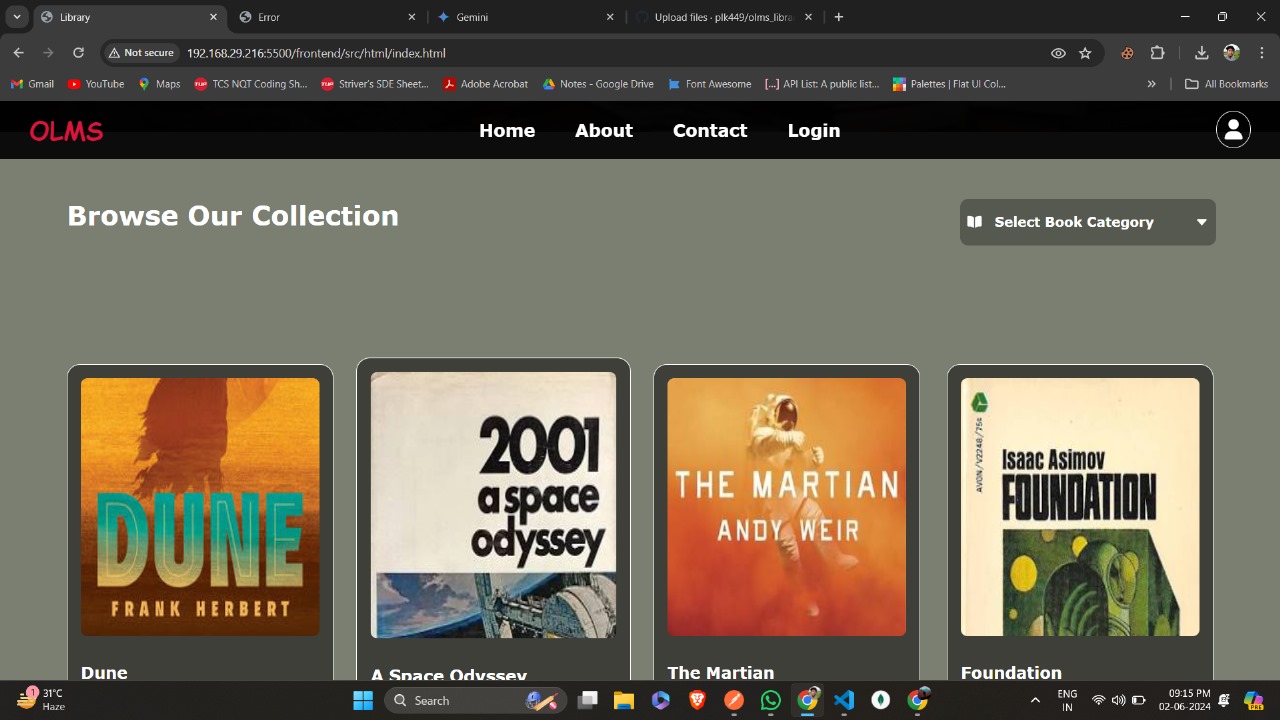 Library
Error
Gemini
Upload files · plk449/olms_libra
Not secure
192.168.29.216:5500/frontend/src/html/index.html
Gmail
YouTube
Maps
TCS NQT Coding Sh...
Striver's SDE Sheet...
Adobe Acrobat
Notes - Google Drive
Font Awesome
API List: A public list...
Palettes | Flat UI Col...
All Bookmarks
OLMS
Home
About
Contact
Login
Browse Our Collection
Select Book Category
DUNE
FRANK HERBERT
2001
a space
odyssey
THE MARTIAN
ANDY WEIR
AVON/V2248/75¢
Isaac Asimov
FOUNDATION
Dune
A Space Odyssey
The Martian
Foundation
1
31°C
Haze
Search
ENG
IN
09:15 PM
02-06-2024
PRE